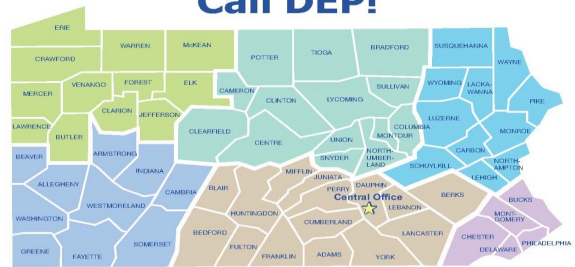 Call DEP!
ERIE
CRAWFORD
WARREN
McKEAN
MERCER
VENANGO
FOREST
ELK
CLARION
JEFFERSON
LAWRENCE
BUTLER
POTTER
TIOGA
BRADFORD
CAMERON
CLINTON
LYCOMING
SULLIVAN
CLEARFIELD
CENTRE
UNION
MONTOUR
COLUMBIA
SNYDER
NORTH-
UMBER-
LAND
SUSQUEHANNA
WAYNE
WYOMING
LACKA-
WANNA
PIKE
LUZERNE
MONROE
CARBON
SCHUYLKILL
NORTH-
AMPTON
LEHIGH
BEAVER
ARMSTRONG
INDIANA
ALLEGHENY
CAMBRIA
WESTMORELAND
WASHINGTON
GREENE
FAYETTE
SOMERSET
BLAIR
MIFFLIN
JUNIATA
PERRY
DAUPHIN
Central Office
LEBANON
BERKS
HUNTINGDON
CUMBERLAND
LANCASTER
BEDFORD
FULTON
FRANKLIN
ADAMS
YORK
BUCKS
MONT-
GOMERY
CHESTER
DELAWARE
PHILADELPHIA